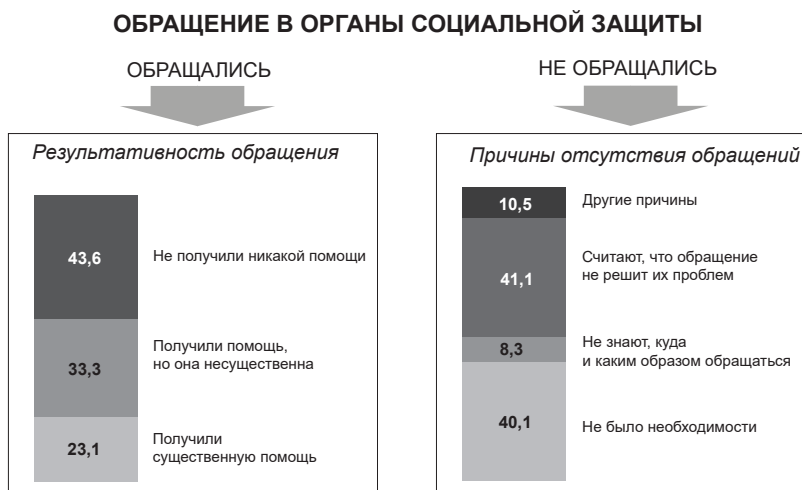 ОБРАЩЕНИЕ В ОРГАНЫ СОЦИАЛЬНОЙ ЗАЩИТЫ
ОБРАЩАЛИСЬ
Результативность обращения
43,6
Не получили никакой помощи
33,3
Получили помощь,
но она несущественна
23,1
Получили
существенную помощь
НЕ ОБРАЩАЛИСЬ
Причины отсутствия обращений
10,5
Другие причины
41,1
Считают, что обращение
не решит их проблем
8,3
Не знают, куда
и каким образом обращаться
40,1
Не было необходимости